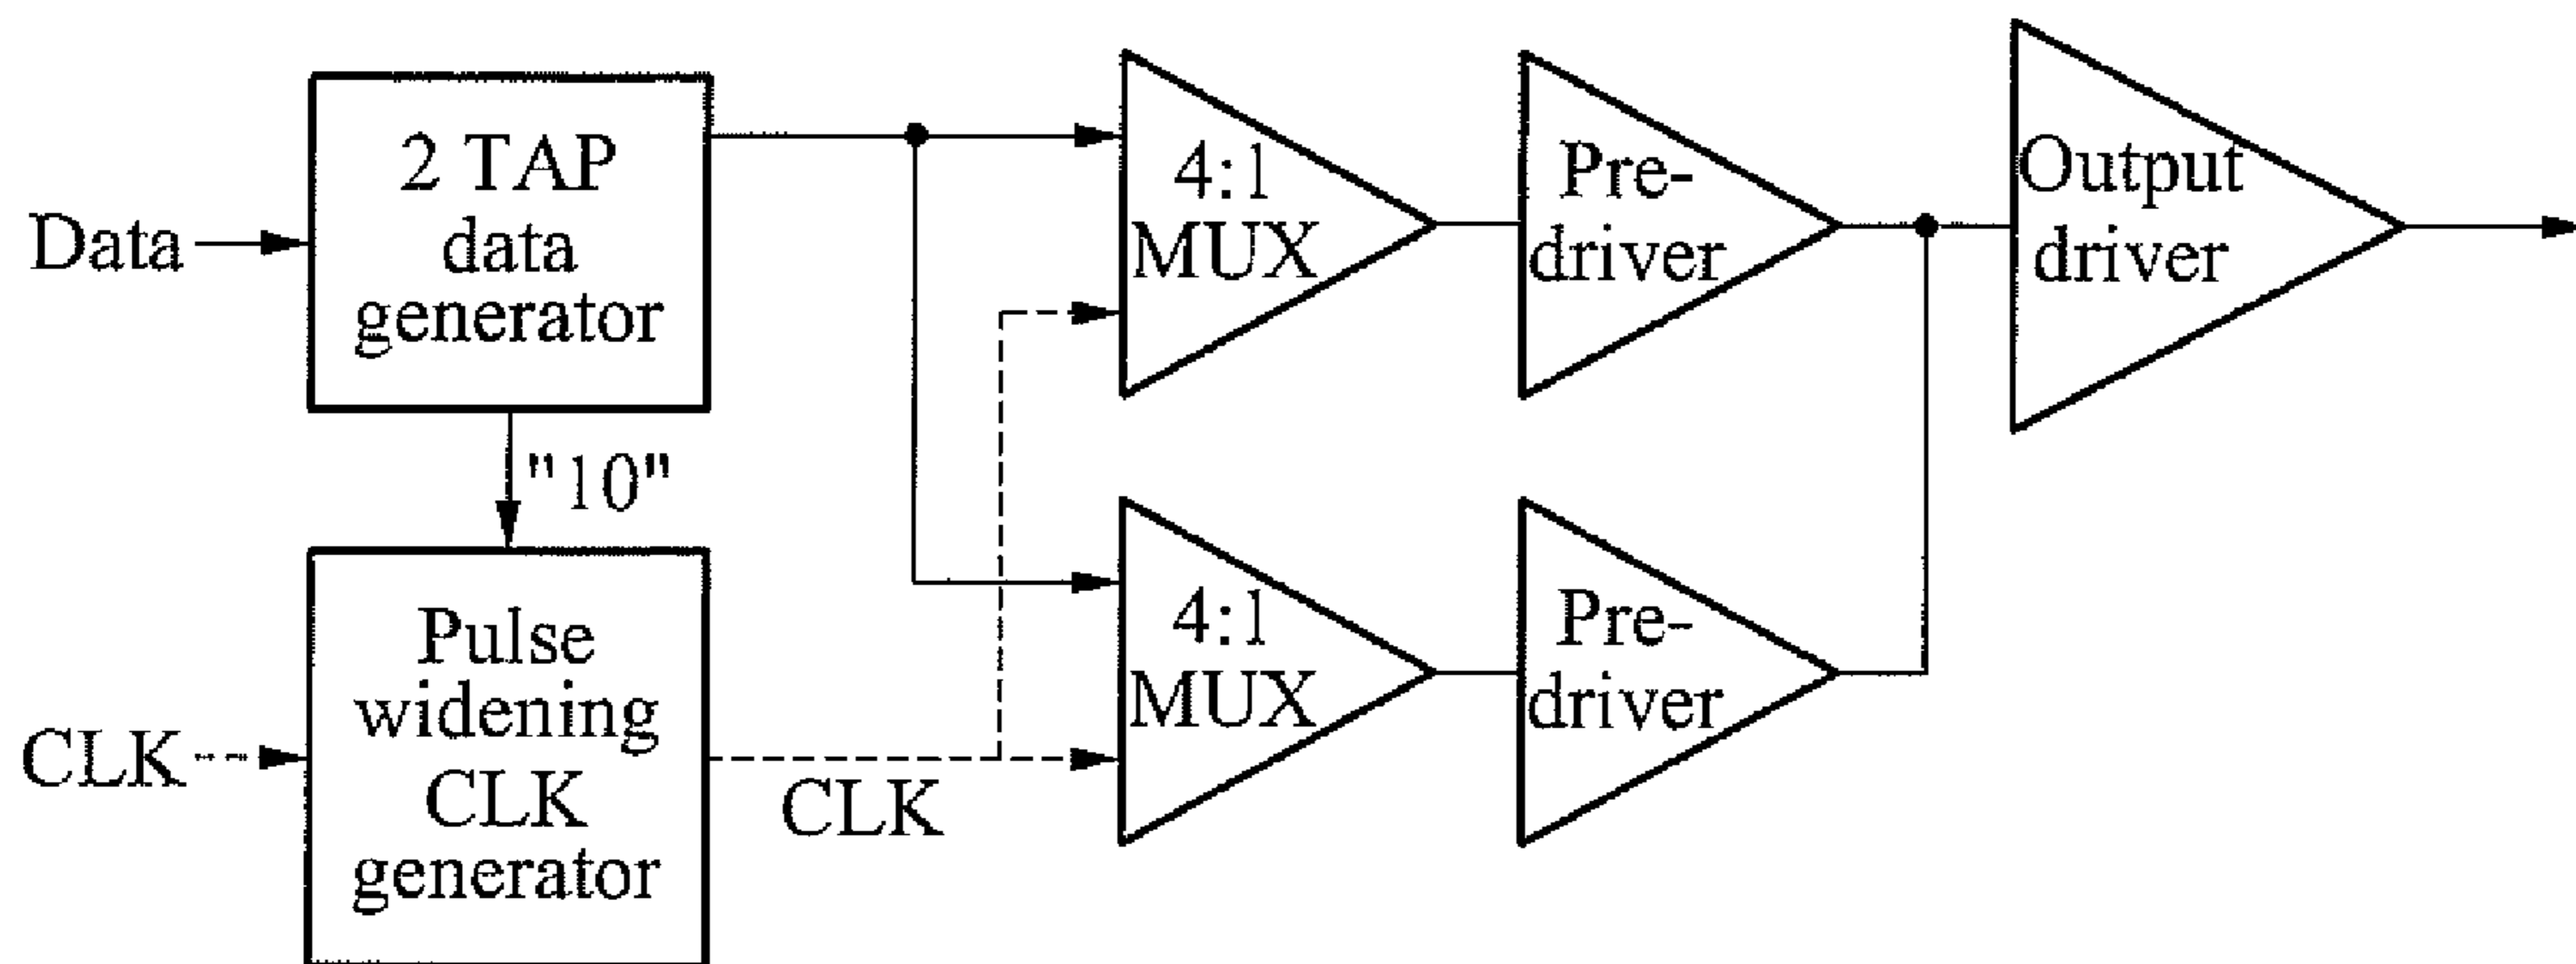 2 TAP
data
generator
Data
"10"
Pulse
widening
CLK
generator
CLK
CLK
4:1
MUX
Pre-
driver
Output
driver
4:1
MUX
Pre-
driver